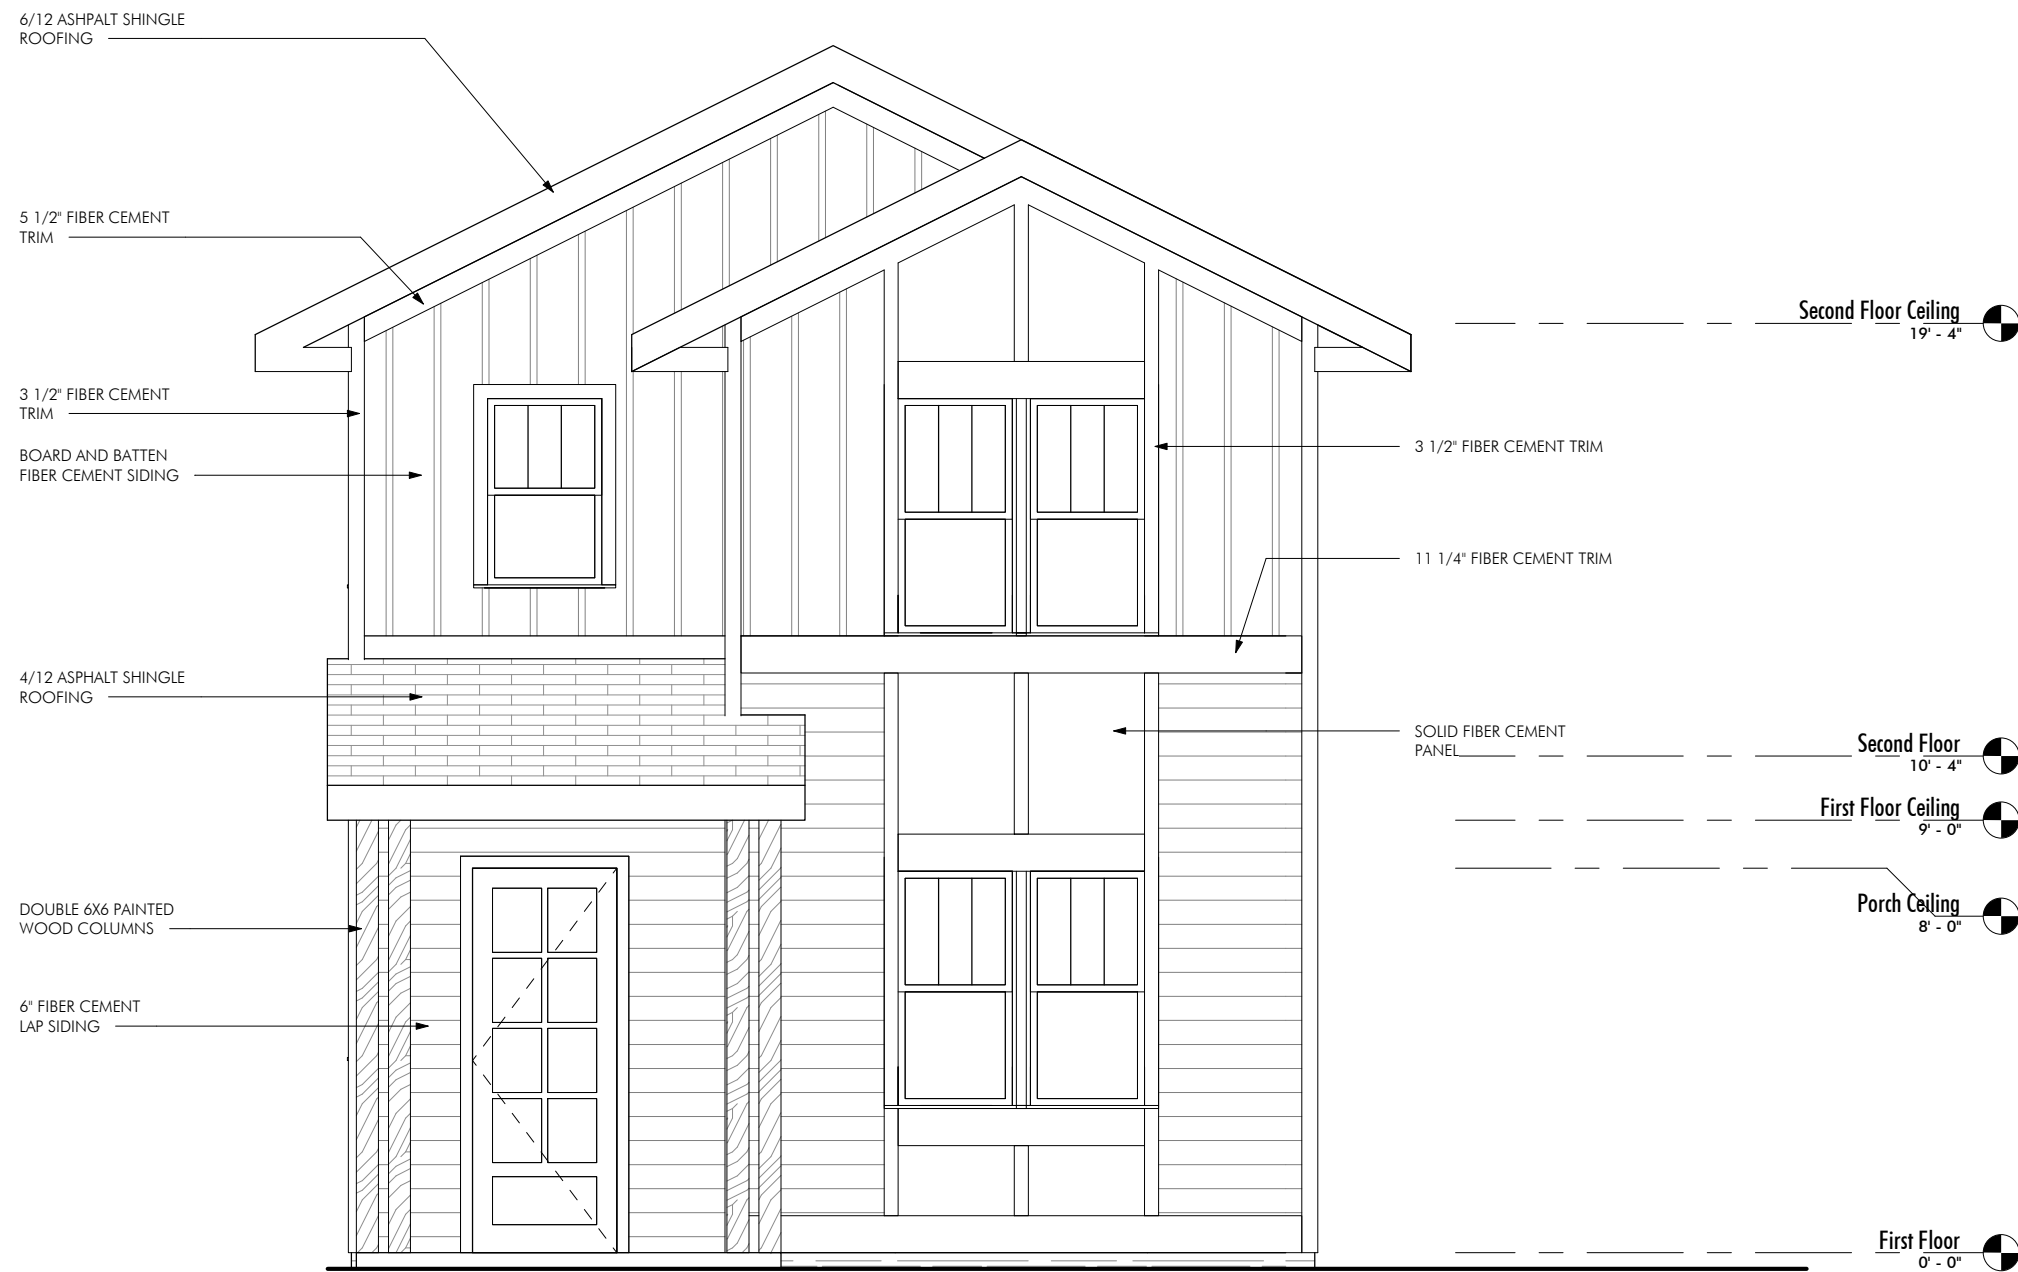 6/12 ASHPALT SHINGLE
ROOFING
5 1/2" FIBER CEMENT
TRIM
3 1/2" FIBER CEMENT
TRIM
BOARD AND BATTEN
FIBER CEMENT SIDING
4/12 ASPHALT SHINGLE
ROOFING
DOUBLE 6X6 PAINTED
WOOD COLUMNS
6" FIBER CEMENT
LAP SIDING
3 1/2" FIBER CEMENT TRIM
11 1/4" FIBER CEMENT TRIM
SOLID FIBER CEMENT
PANEL
Second Floor Ceiling
19' - 4"
Second Floor
10' - 4"
First Floor Ceiling
9' - 0"
Porch Ceiling
8' - 0"
First Floor
0' - 0"